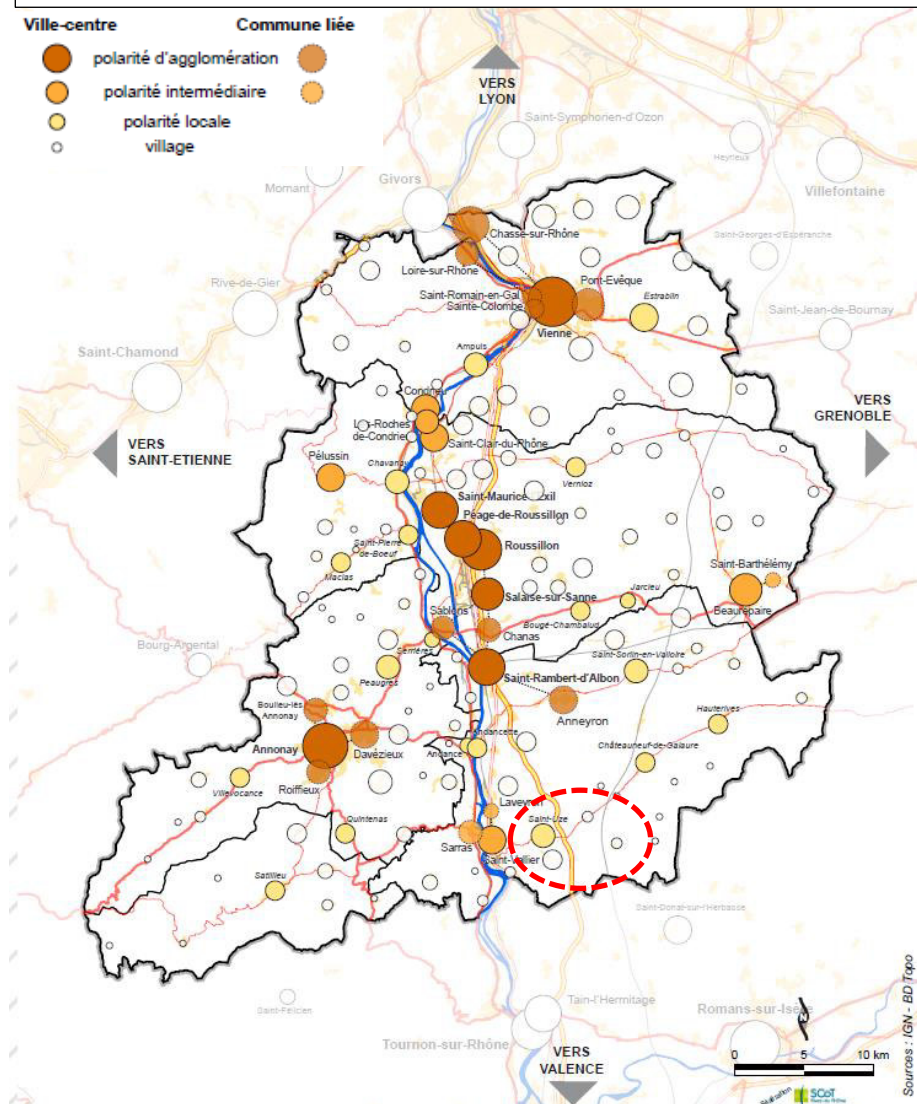 Ville-centre
Commune liée
polarité d'agglomération
polarité intermédiaire
polarité locale
village
VERS
LYON
Saint-Symphorien-d'Ozon
Heyrieux
Villefontaine
Mornant
Givors
Chasse-sur-Rhône
Saint-Georges-d'Espéranche
Loire-sur-Rhône
Rive-de-Gier
Saint-Romain-en-Gal
Sainte-Colombe
Pont-Evêque
Estrablin
Saint-Jean-de-Bournay
Vienne
Saint-Chamond
Ampuis
VERS
GRENOBLE
Condrieu
Les-Roches
de-Condrieu
Saint-Clair-du-Rhône
VERS
SAINT-ETIENNE
Pélussin
Chavanay
Vernioz
Saint-Maurice
Exil
Péage-de-Roussillon
Saint-Pierre
de-Boeuf
Roussillon
Maclas
Saint-Barthélémy
Salaise-sur-Sanne
Jarcieu
Beaurepaire
Sablons
Bougé-Chambalud
Chanas
Bourg-Argental
Serrières
Saint-Sorlin-en-Valloire
Peaugres
Saint-Rambert-d'Albon
Boulieu-lès
Annonay
Anneyron
Hauterives
Annonay
Davézieux
Andancette
Andance
Châteauneuf-de-Galaure
Roiffieux
Villevocance
Laveyron
Saint-Uze
Quintenas
Sarras
Saint-Vallier
Satillieu
Saint-Donat-sur-l'Herbasse
Saint-Félicien
Tain-l'Hermitage
Romans-sur-Isère
Tournon-sur-Rhône
N
VERS
VALENCE
0 5 10 km
Réalisation
SCoT
Rives du Rhône
Sources : IGN - BD Topo